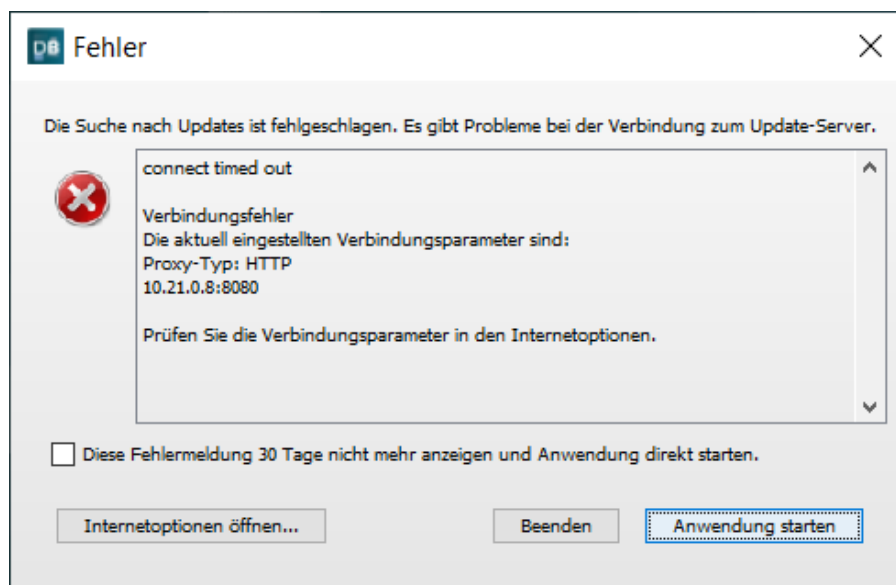 DB Fehler
Die Suche nach Updates ist fehlgeschlagen. Es gibt Probleme bei der Verbindung zum Update-Server.
connect timed out
Verbindungsfehler
Die aktuell eingestellten Verbindungsparameter sind:
Proxy-Typ: HTTP
10.21.0.8:8080
Prüfen Sie die Verbindungsparameter in den Internetoptionen.
Diese Fehlermeldung 30 Tage nicht mehr anzeigen und Anwendung direkt starten.
Internetoptionen öffnen... Beenden Anwendung starten